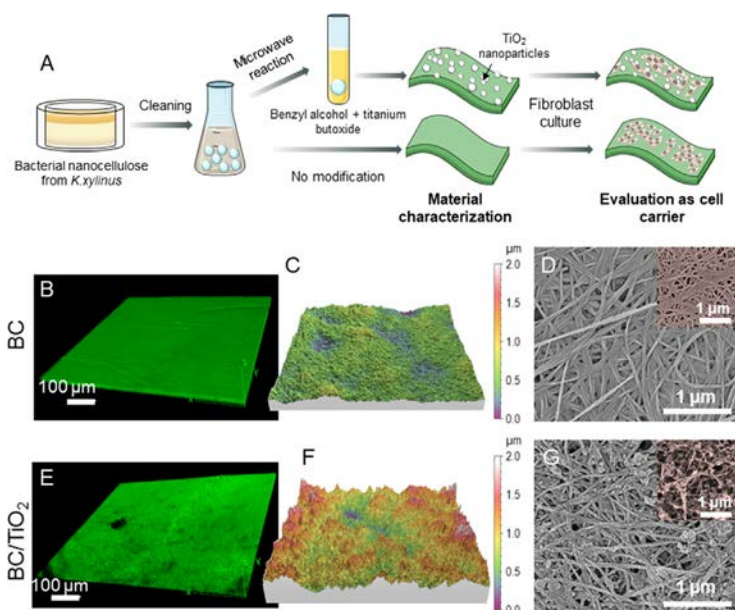 A
Cleaning
Microwave
reaction
Benzyl alcohol + titanium
butoxide
TiO2
nanoparticles
Fibroblast
culture
Bacterial nanocellulose
from K.xylinus
No modification
Material
characterization
Evaluation as cell
carrier
BC
B
100 µm
C
µm
2.0
1.5
1.0
0.5
0.0
D
1 µm
1 µm
BC/TiO2
E
100 µm
F
µm
2.0
1.5
1.0
0.5
0.0
G
1 µm
1 µm